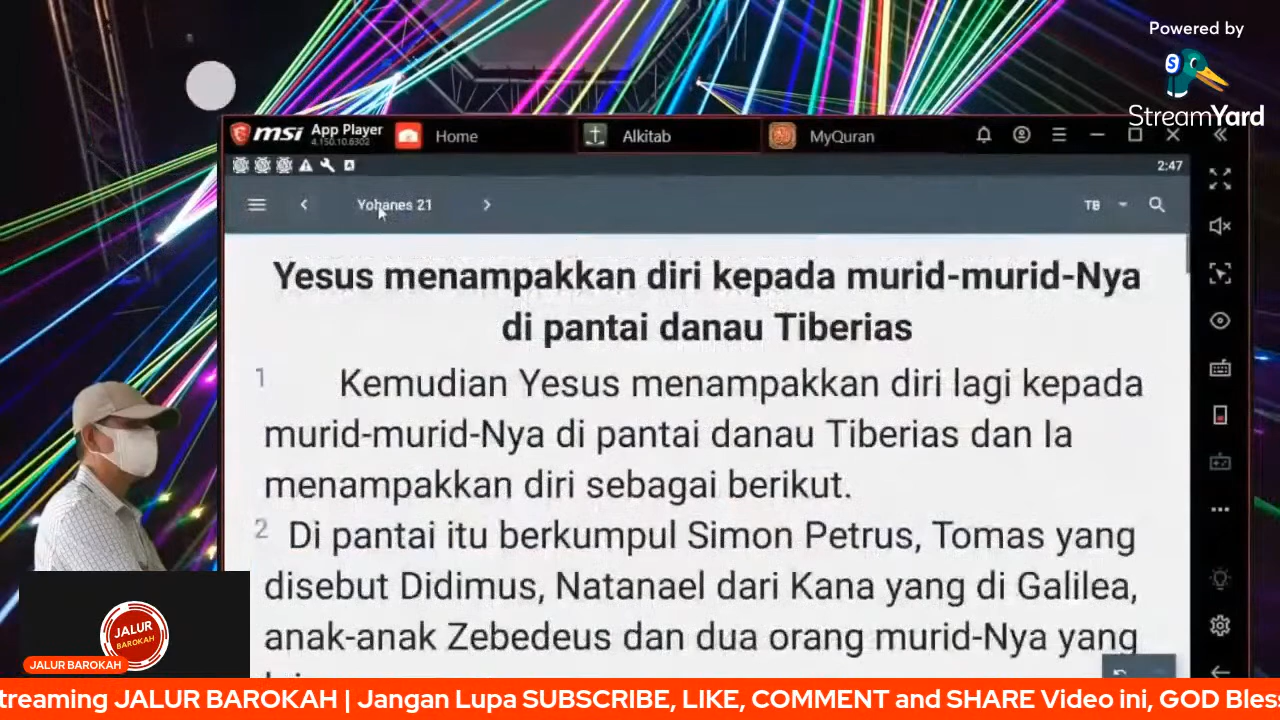 Powered by
StreamYard
msi App Player
4.150.10.6302
Home
Alkitab
MyQuran
2:47
Yohanes 21
TB
Yesus menampakkan diri kepada murid-murid-Nya
di pantai danau Tiberias
1 Kemudian Yesus menampakkan diri lagi kepada
murid-murid-Nya di pantai danau Tiberias dan Ia
menampakkan diri sebagai berikut.
2 Di pantai itu berkumpul Simon Petrus, Tomas yang
disebut Didimus, Natanael dari Kana yang di Galilea,
anak-anak Zebedeus dan dua orang murid-Nya yang
JALUR
BAROKAH
JALUR BAROKAH
treaming JALUR BAROKAH | Jangan Lupa SUBSCRIBE, LIKE, COMMENT and SHARE Video ini, GOD Bles